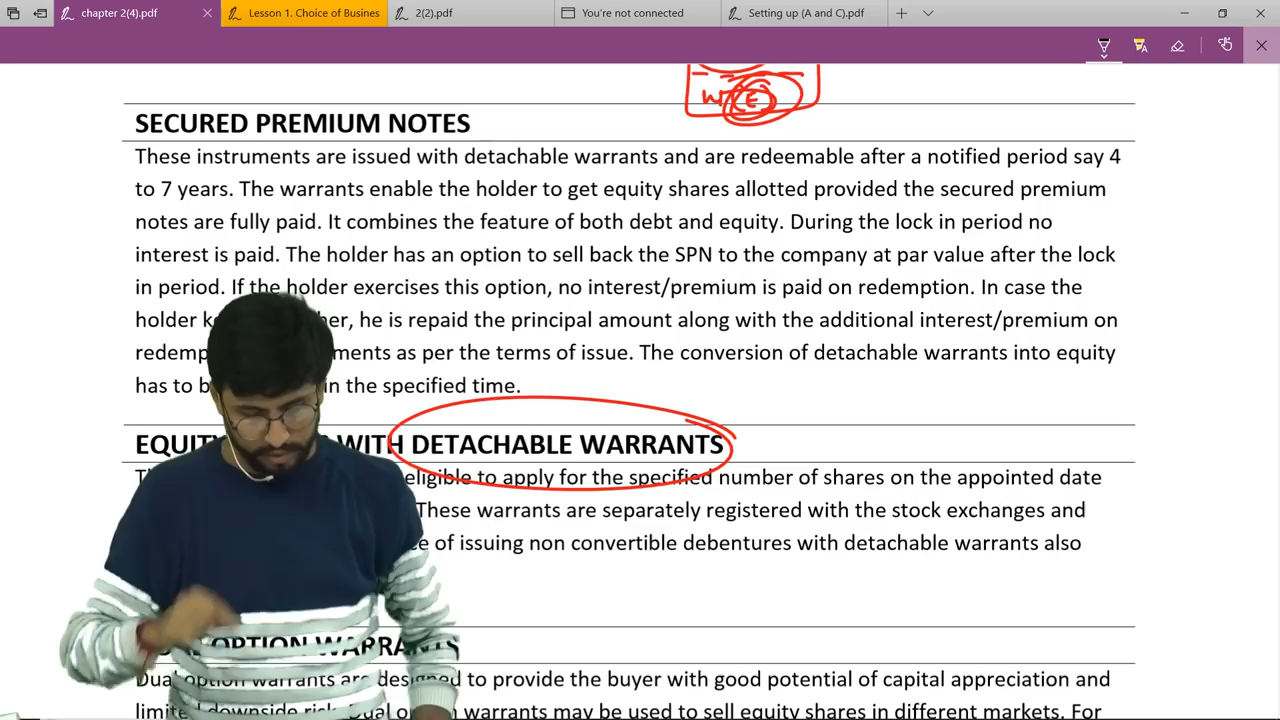 chapter 2(4).pdf
Lesson 1. Choice of Busines
2(2).pdf
You're not connected
Setting up (A and C).pdf
SECURED PREMIUM NOTES
These instruments are issued with detachable warrants and are redeemable after a notified period say 4
to 7 years. The warrants enable the holder to get equity shares allotted provided the secured premium
notes are fully paid. It combines the feature of both debt and equity. During the lock in period no
interest is paid. The holder has an option to sell back the SPN to the company at par value after the lock
in period. If the holder exercises this option, no interest/premium is paid on redemption. In case the
holder her, he is repaid the principal amount along with the additional interest/premium on
redemp ments as per the terms of issue. The conversion of detachable warrants into equity
has to b in the specified time.
EQUITY WITH DETACHABLE WARRANTS
eligible to apply for the specified number of shares on the appointed date
These warrants are separately registered with the stock exchanges and
of issuing non convertible debentures with detachable warrants also
OPTION WARRANTS
Dual option warrants are designed to provide the buyer with good potential of capital appreciation and
limited downside risk. Dual option warrants may be used to sell equity shares in different markets. For